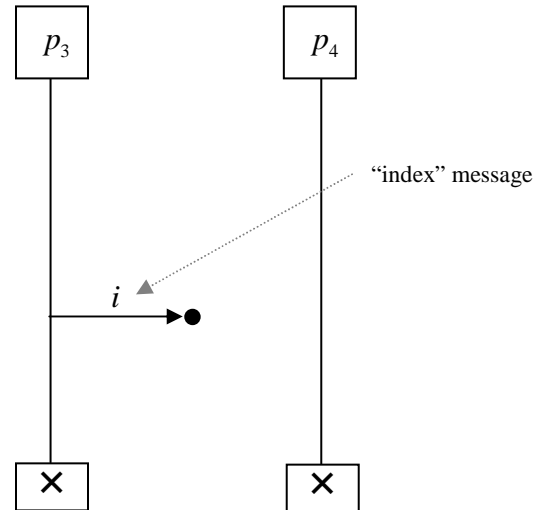 p₃ p₄
“index” message
i
× ×